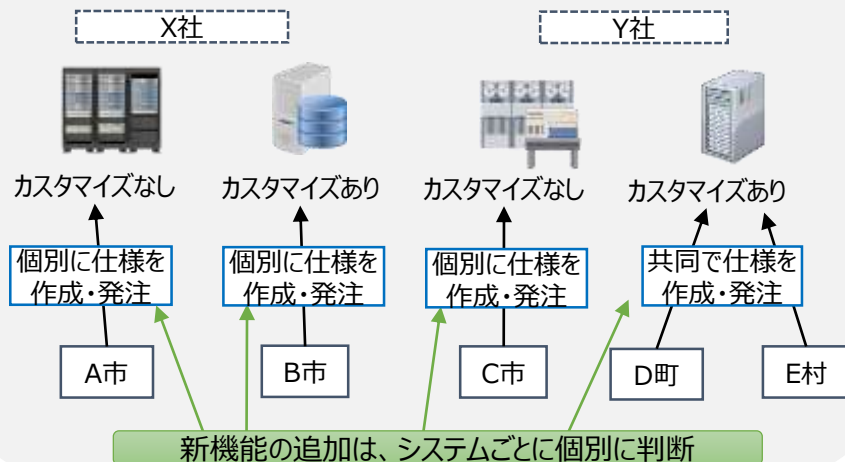 X社
Y社
カスタマイズなし
カスタマイズあり
カスタマイズなし
カスタマイズあり
個別に仕様を
作成・発注
個別に仕様を
作成・発注
個別に仕様を
作成・発注
共同で仕様を
作成・発注
A市
B市
C市
D町
E村
新機能の追加は、システムごとに個別に判断